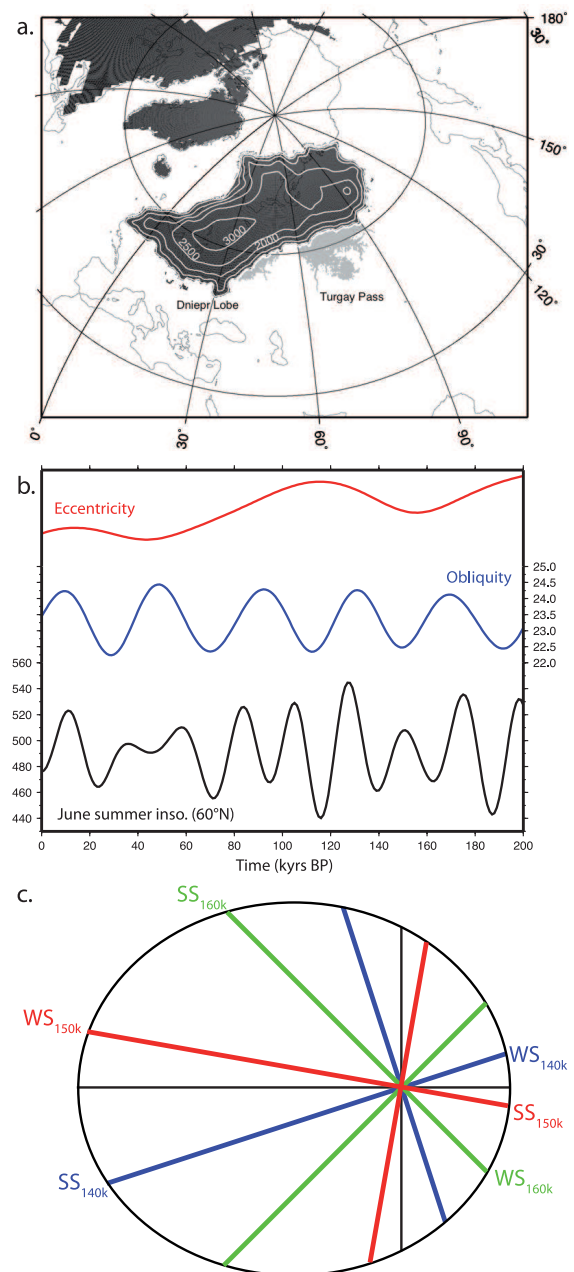 a.
180°
30°
150°
30°
120°
2500
3000
2000
Dniepr Lobe
Turgay Pass
0°
30°
60°
90°
b.
Eccentricity
Obliquity
25.0
24.5
24.0
23.5
23.0
22.5
22.0
560
540
520
500
480
460
440
June summer inso. (60°N)
0 20 40 60 80 100 120 140 160 180 200
Time (kyrs BP)
c.
SS160k
WS150k
WS140k
SS150k
SS140k
WS160k